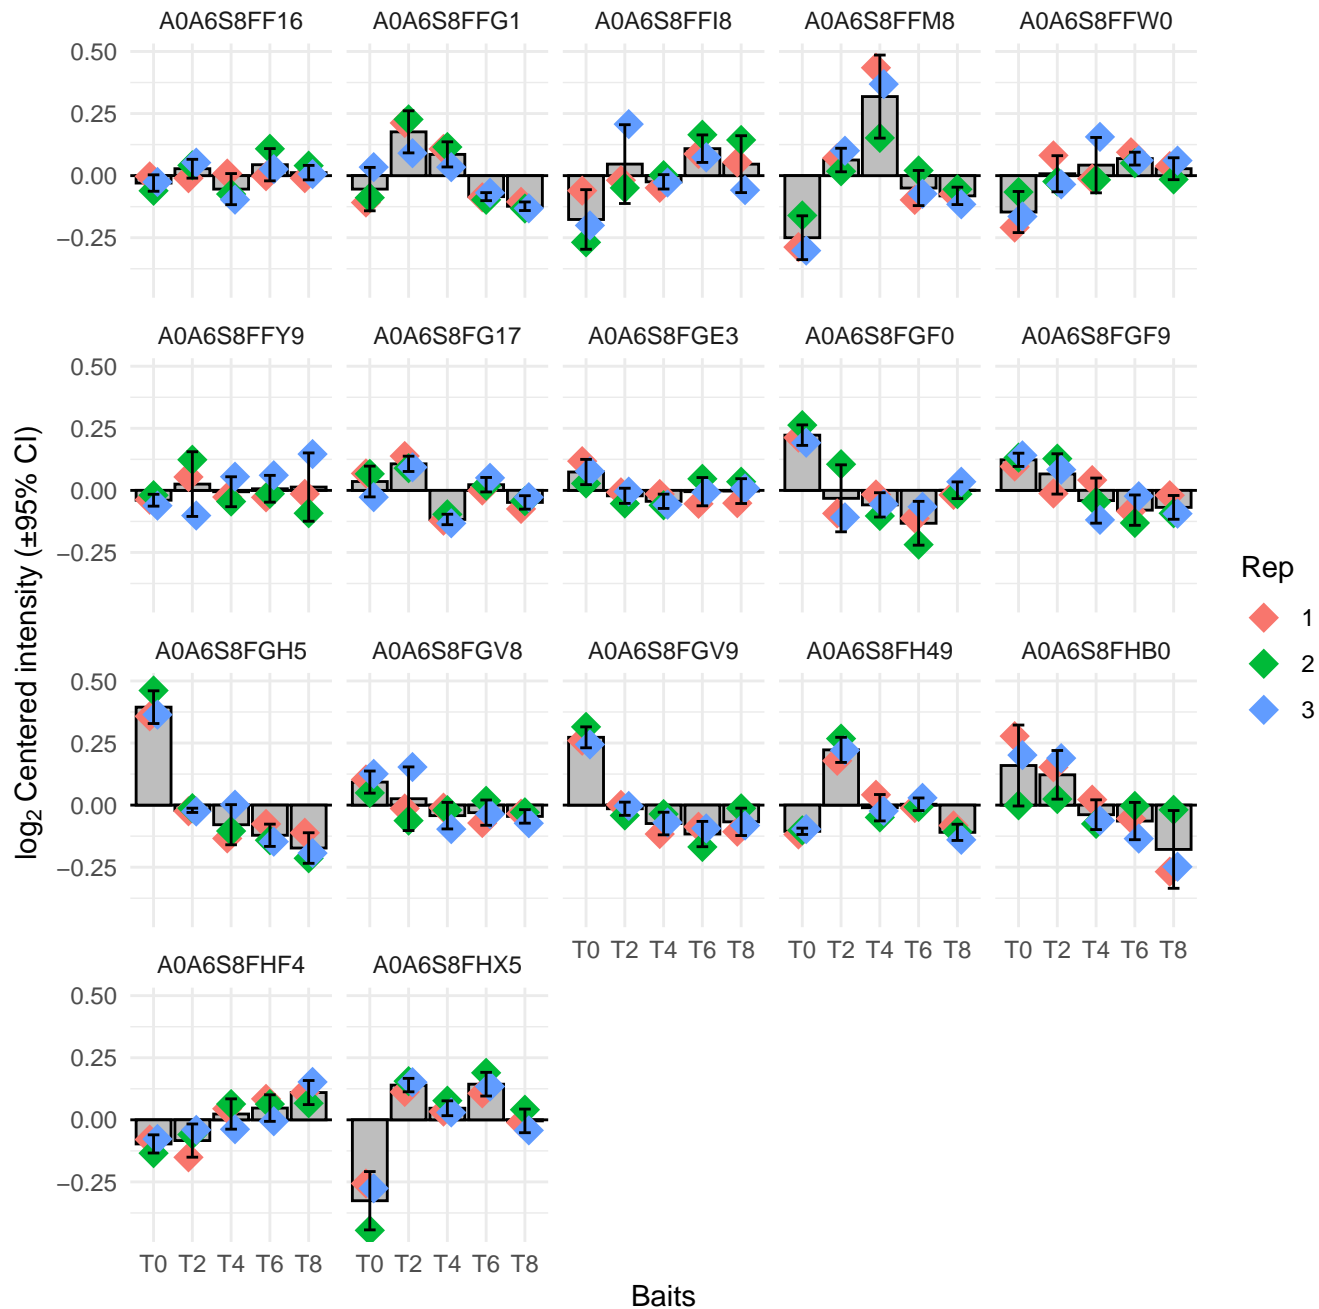 A0A6S8FF16 A0A6S8FFG1 A0A6S8FFI8 A0A6S8FFM8 A0A6S8FFW0
0.50
0.25
0.00
−0.25
A0A6S8FFY9 A0A6S8FG17 A0A6S8FGE3 A0A6S8FGF0 A0A6S8FGF9
0.50
0.25
0.00
−0.25
A0A6S8FGH5 A0A6S8FGV8 A0A6S8FGV9 A0A6S8FH49 A0A6S8FHB0
0.50
0.25
0.00
−0.25
T0 T2 T4 T6 T8 T0 T2 T4 T6 T8 T0 T2 T4 T6 T8
A0A6S8FHF4 A0A6S8FHX5
0.50
0.25
0.00
−0.25
T0 T2 T4 T6 T8 T0 T2 T4 T6 T8
Baits
log2 Centered intensity (±95% CI)
Rep
1
2
3